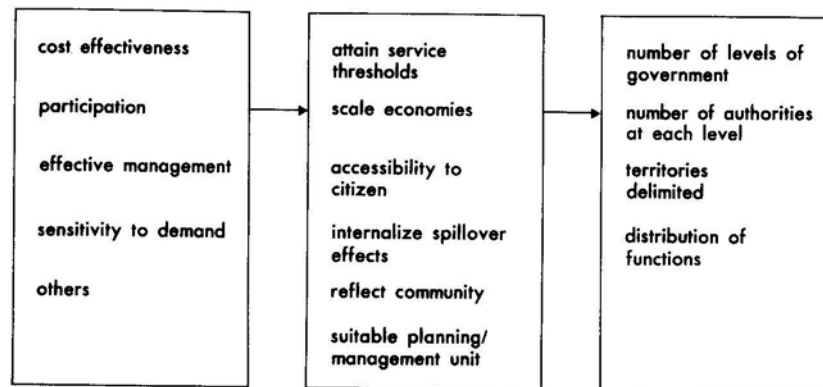 cost effectiveness
participation
effective management
sensitivity to demand
others
attain service
thresholds
scale economies
accessibility to
citizen
internalize spillover
effects
reflect community
suitable planning/
management unit
number of levels of
government
number of authorities
at each level
territories
delimited
distribution of
functions